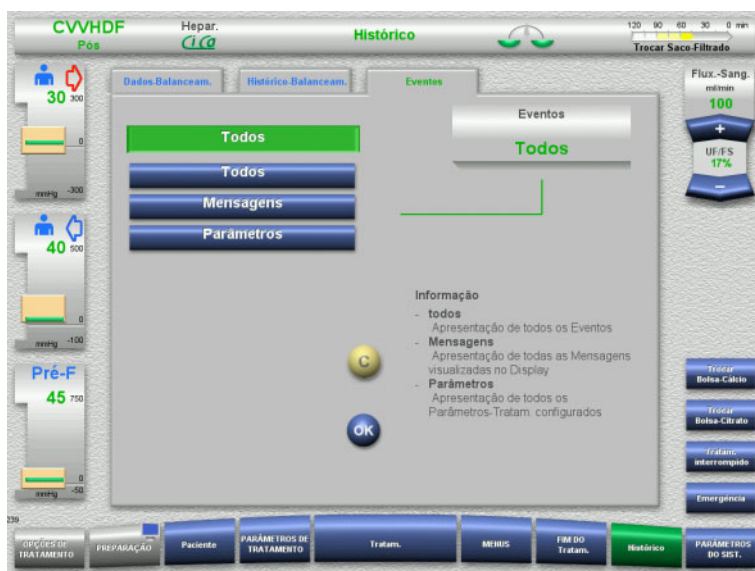 CVVHDF
Pós
Hepar.
CiCa
Histórico
120 90 60 30 0 min
Trocar Saco-Filtrado
30 300
0
mmHg -300
40 500
0
mmHg -100
Pré-F
45 750
0
mmHg -50
Dados-Balanceam.
Histórico-Balanceam.
Eventos
Todos
Todos
Mensagens
Parâmetros
Eventos
Todos
Informação
- todos
Apresentação de todos os Eventos
- Mensagens
Apresentação de todas as Mensagens
visualizadas no Display
- Parâmetros
Apresentação de todos os
Parâmetros-Tratam. configurados
C
OK
Flux.-Sang.
ml/min
100
+
UF/FS
17%
−
Trocar
Bolsa-Cálcio
Trocar
Bolsa-Citrato
Tratam.
interrompido
Emergência
239
OPÇÕES DE
TRATAMENTO
PREPARAÇÃO
Paciente
PARÂMETROS DE
TRATAMENTO
Tratam.
MENUS
FIM DO
Tratam.
Histórico
PARÂMETROS
DO SIST.